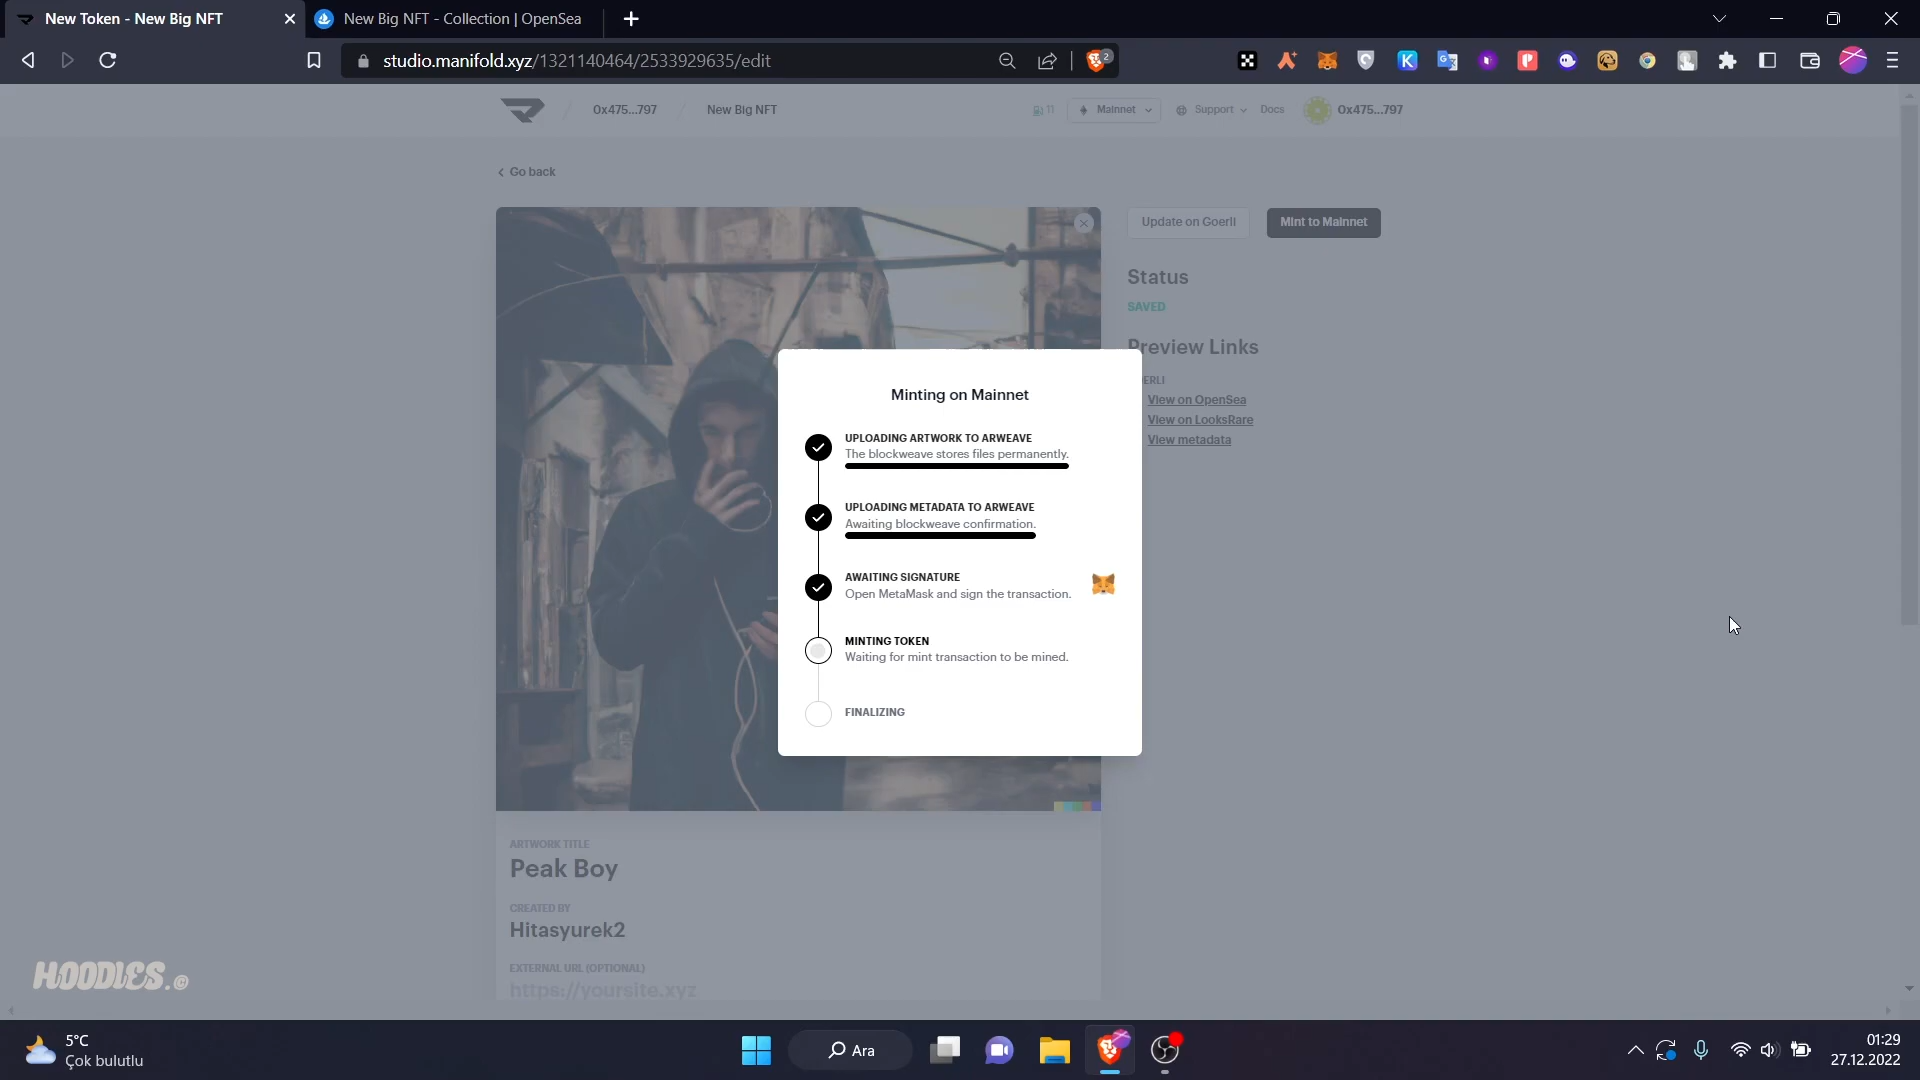 New Token - New Big NFT
New Big NFT - Collection | OpenSea
studio.manifold.xyz/1321140464/2533929635/edit
2
0x475...797
New Big NFT
11
Mainnet
Support
Docs
0x475...797
Go back
Update on Goerli
Mint to Mainnet
Status
SAVED
Preview Links
ERLI
View on OpenSea
View on LooksRare
View metadata
Minting on Mainnet
UPLOADING ARTWORK TO ARWEAVE
The blockweave stores files permanently.
UPLOADING METADATA TO ARWEAVE
Awaiting blockweave confirmation.
AWAITING SIGNATURE
Open MetaMask and sign the transaction.
MINTING TOKEN
Waiting for mint transaction to be mined.
FINALIZING
ARTWORK TITLE
Peak Boy
CREATED BY
Hitasyurek2
EXTERNAL URL (OPTIONAL)
https://yoursite.xyz
HOODLES.©
5°C
Çok bulutlu
Ara
01:29
27.12.2022